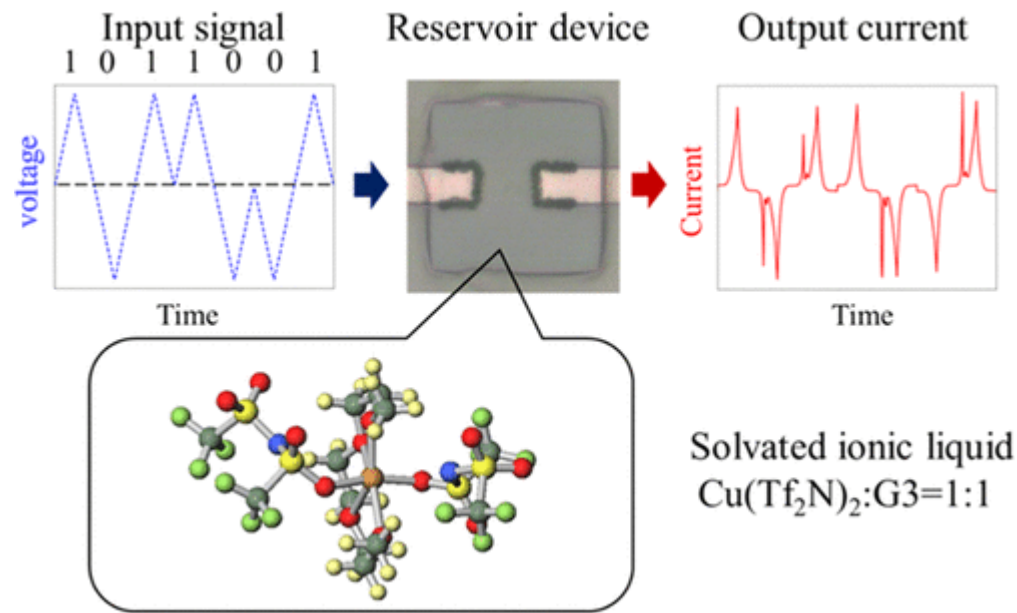 Input signal
1 0 1 1 0 0 1
voltage
Time
Reservoir device
Output current
Current
Time
Solvated ionic liquid
Cu(Tf₂N)₂:G3=1:1